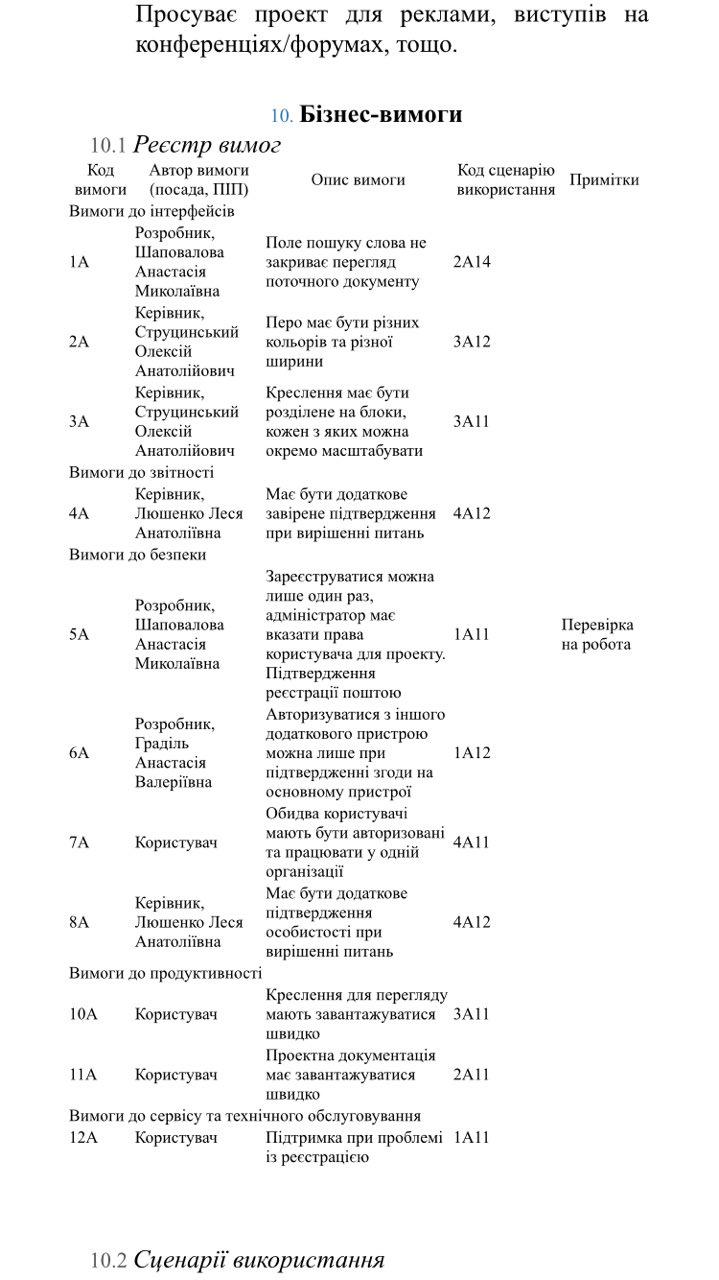 Просуває проект для реклами, виступів на
конференціях/форумах, тощо.
10. Бізнес-вимоги
10.1 Реєстр вимог
Код вимоги
Автор вимоги (посада, ПІП)
Опис вимоги
Код сценарію використання
Примітки
Вимоги до інтерфейсів
1А
Розробник,
Шаповалова
Анастасія
Миколаївна
Поле пошуку слова не
закриває перегляд
поточного документу
2А14
2А
Керівник,
Струцинський
Олексій
Анатолійович
Перо має бути різних
кольорів та різної
ширини
3А12
3А
Керівник,
Струцинський
Олексій
Анатолійович
Креслення має бути
розділене на блоки,
кожен з яких можна
окремо масштабувати
3А11
Вимоги до звітності
4А
Керівник,
Люшенко Леся
Анатоліївна
Має бути додаткове
завірене підтвердження
при вирішенні питань
4А12
Вимоги до безпеки
5А
Розробник,
Шаповалова
Анастасія
Миколаївна
Зареєструватися можна
лише один раз,
адміністратор має
вказати права
користувача для проекту.
Підтвердження
реєстрації поштою
1А11
Перевірка
на робота
6А
Розробник,
Граділь
Анастасія
Валеріївна
Авторизуватися з іншого
додаткового пристрою
можна лише при
підтвердженні згоди на
основному пристрої
1А12
7А
Користувач
Обидва користувачі
мають бути авторизовані
та працювати у одній
організації
4А11
8А
Керівник,
Люшенко Леся
Анатоліївна
Має бути додаткове
підтвердження
особистості при
вирішенні питань
4А12
Вимоги до продуктивності
10А
Користувач
Креслення для перегляду
мають завантажуватися
швидко
3А11
11А
Користувач
Проектна документація
має завантажуватися
швидко
2А11
Вимоги до сервісу та технічного обслуговування
12А
Користувач
Підтримка при проблемі
із реєстрацією
1А11
10.2 Сценарії використання